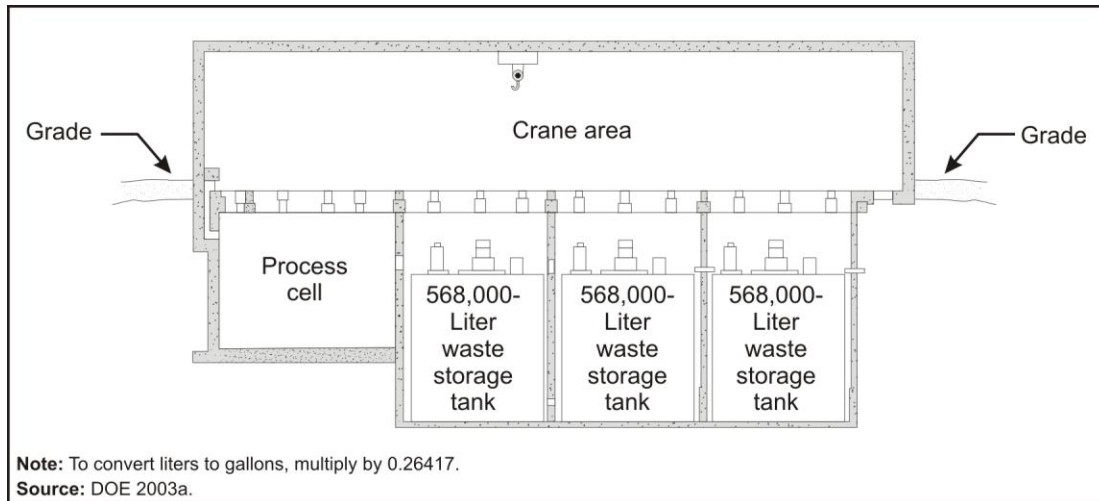 Grade
Crane area
Grade
Process
cell
568,000-
Liter
waste
storage
tank
568,000-
Liter
waste
storage
tank
568,000-
Liter
waste
storage
tank
Note: To convert liters to gallons, multiply by 0.26417.
Source: DOE 2003a.